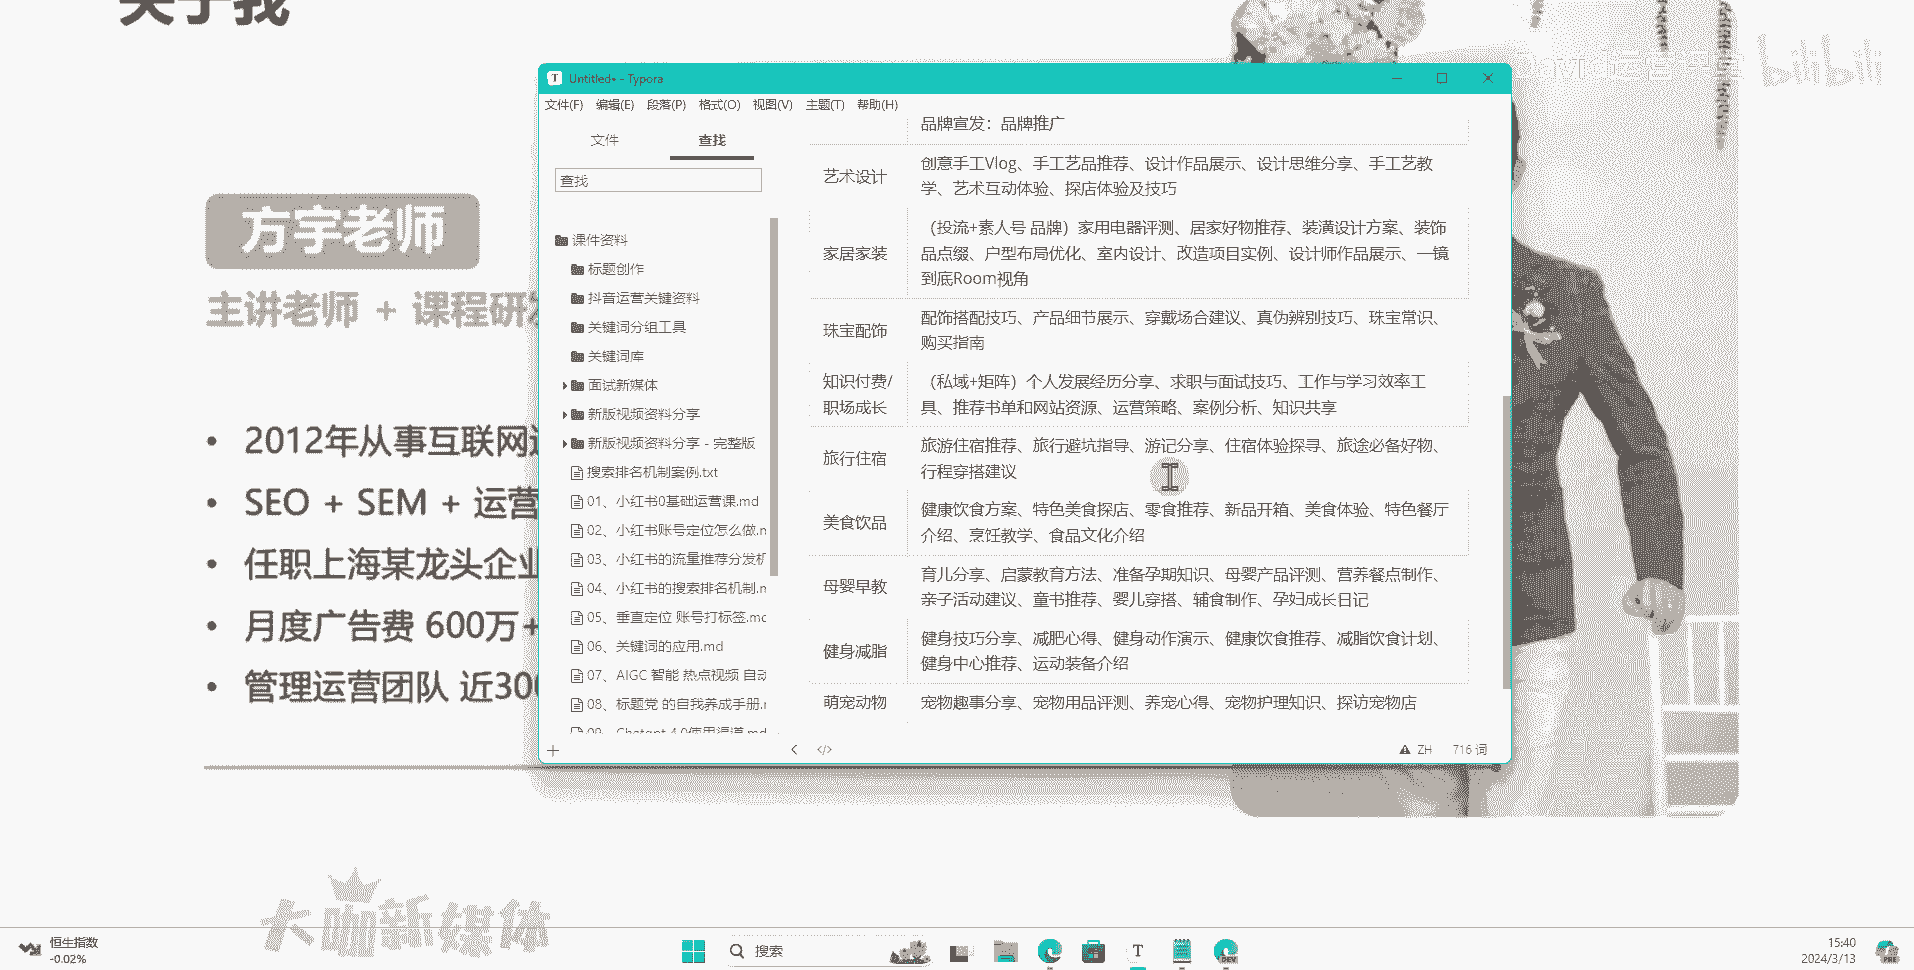 关于我
bilibili
方宇老师
主讲老师 + 课程研发
2012年从事互联网
SEO + SEM + 运营
任职上海某龙头企业
月度广告费 600万+
管理运营团队 近300
大咖新媒体
Untitled• - Typora
文件(F) 编辑(E) 段落(P) 格式(O) 视图(V) 主题(T) 帮助(H)
文件 查找
查找
课件资料
标题创作
抖音运营关键资料
关键词分组工具
关键词库
面试新媒体
新版视频资料分享
新版视频资料分享 - 完整版
搜索排名机制案例.txt
01、小红书0基础运营课.md
02、小红书账号定位怎么做.m
03、小红书的流量推荐分发机
04、小红书的搜索排名机制.m
05、垂直定位 账号打标签.md
06、关键词的应用.md
07、AIGC 智能 热点视频 自动
08、标题党 的自我养成手册.m
09、Chatgpt 4.0使用渠道.md
品牌宣发：品牌推广
艺术设计
创意手工Vlog、手工艺品推荐、设计作品展示、设计思维分享、手工艺教
学、艺术互动体验、探店体验及技巧
家居家装
（投流+素人号 品牌）家用电器评测、居家好物推荐、装潢设计方案、装饰
品点缀、户型布局优化、室内设计、改造项目实例、设计师作品展示、一镜
到底Room视角
珠宝配饰
配饰搭配技巧、产品细节展示、穿戴场合建议、真伪辨别技巧、珠宝常识、
购买指南
知识付费/
职场成长
（私域+矩阵）个人发展经历分享、求职与面试技巧、工作与学习效率工
具、推荐书单和网站资源、运营策略、案例分析、知识共享
旅行住宿
旅游住宿推荐、旅行避坑指导、游记分享、住宿体验探寻、旅途必备好物、
行程穿搭建议
美食饮品
健康饮食方案、特色美食探店、零食推荐、新品开箱、美食体验、特色餐厅
介绍、烹饪教学、食品文化介绍
母婴早教
育儿分享、启蒙教育方法、准备孕期知识、母婴产品评测、营养餐点制作、
亲子活动建议、童书推荐、婴儿穿搭、辅食制作、孕妇成长日记
健身减脂
健身技巧分享、减肥心得、健身动作演示、健康饮食推荐、减脂饮食计划、
健身中心推荐、运动装备介绍
萌宠动物
宠物趣事分享、宠物用品评测、养宠心得、宠物护理知识、探访宠物店
ZH 716 词
恒生指数
-0.02%
搜索
15:40
2024/3/13